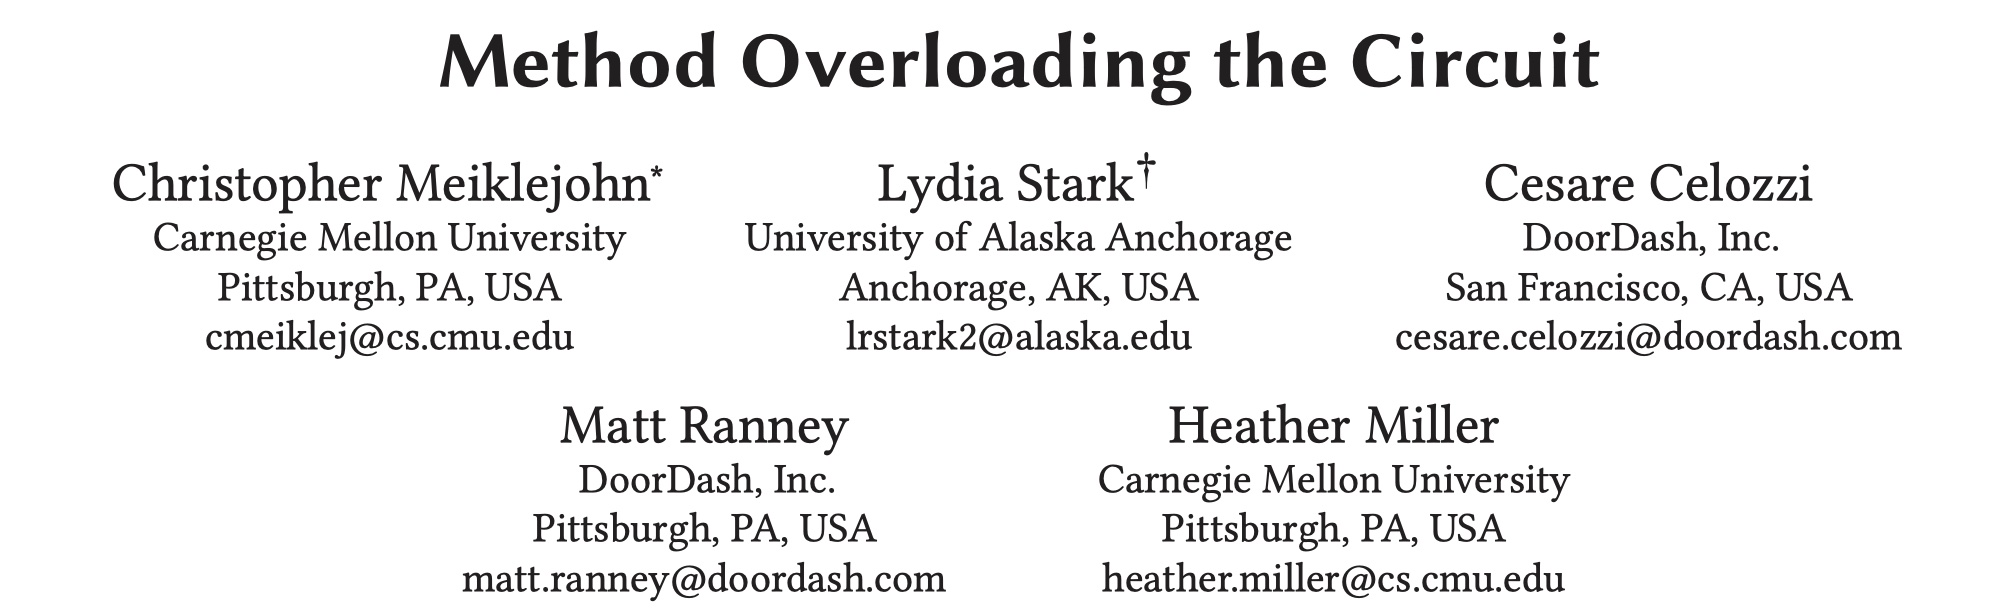 Method Overloading the Circuit
Christopher Meiklejohn*
Carnegie Mellon University
Pittsburgh, PA, USA
cmeiklej@cs.cmu.edu
Lydia Stark†
University of Alaska Anchorage
Anchorage, AK, USA
lrstark2@alaska.edu
Cesare Celozzi
DoorDash, Inc.
San Francisco, CA, USA
cesare.celozzi@doordash.com
Matt Ranney
DoorDash, Inc.
Pittsburgh, PA, USA
matt.ranney@doordash.com
Heather Miller
Carnegie Mellon University
Pittsburgh, PA, USA
heather.miller@cs.cmu.edu